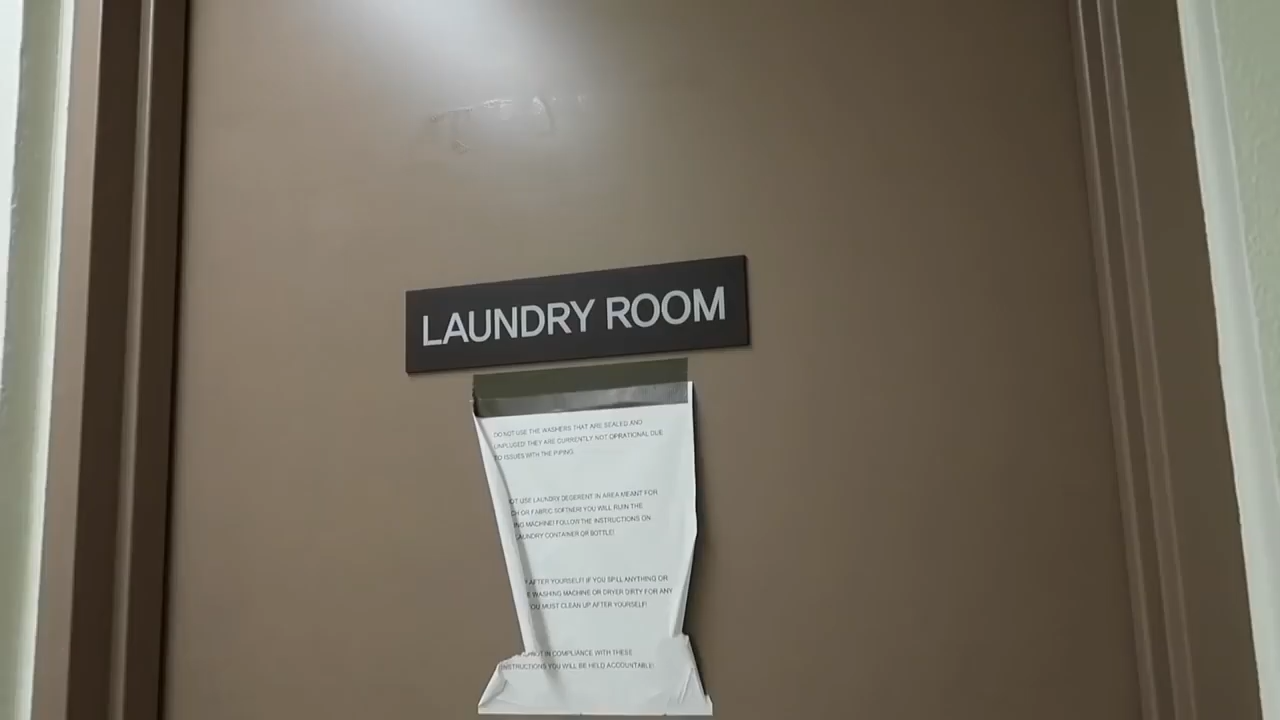 LAUNDRY ROOM
DO NOT USE THE WASHERS THAT ARE SEALED AND
UNPLUGED THEY ARE CURRENTLY NOT OPRATIONAL DUE
TO ISSUES WITH THE PIPING
OT USE LAUNDRY DEGERENT IN AREA MEANT FOR
CH OR FABRIC SOFTNER! YOU WILL RUIN THE
ING MACHINE! FOLLOW THE INSTRUCTIONS ON
LAUNDRY CONTAINER OR BOTTLE!
AFTER YOURSELF! IF YOU SPILL ANYTHING OR
E WASHING MACHINE OR DRYER DIRTY FOR ANY
OU MUST CLEAN UP AFTER YOURSELF!
NOT IN COMPLIANCE WITH THESE
INSTRUCTIONS YOU WILL BE HELD ACCOUNTABLE!